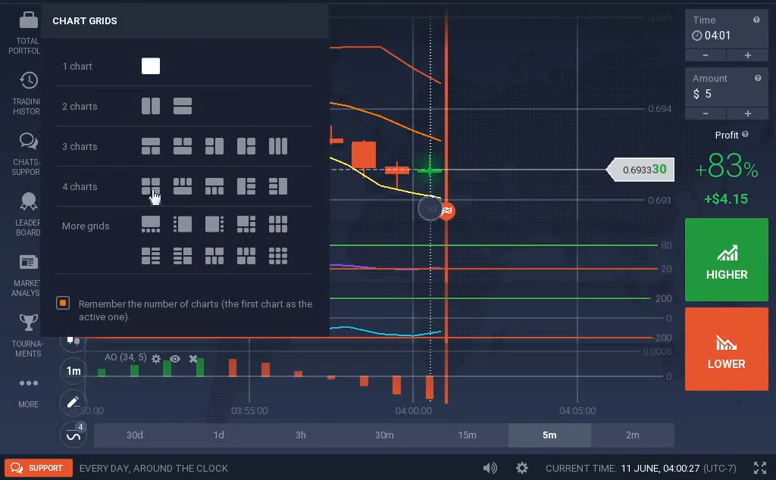 CHART GRIDS
1 chart
2 charts
3 charts
4 charts
More grids
Remember the number of charts (the first chart as the
active one).
TOTAL
PORTFOL
TRADING
HISTOR
CHATS
SUPPORT
LEADER
BOARD
MARKET
ANALYS
TOURNA-
MENTS
MORE
0.694
0.693330
0.693
80
20
200
0
200
0.0005
0
AO (34, 5)
1m
4
03:55:00
04:00:00
04:05:00
30d
1d
3h
30m
15m
5m
2m
Time
04:01
Amount
$ 5
Profit
+83%
+$4.15
HIGHER
LOWER
SUPPORT
EVERY DAY, AROUND THE CLOCK
CURRENT TIME: 11 JUNE, 04:00:27 (UTC-7)